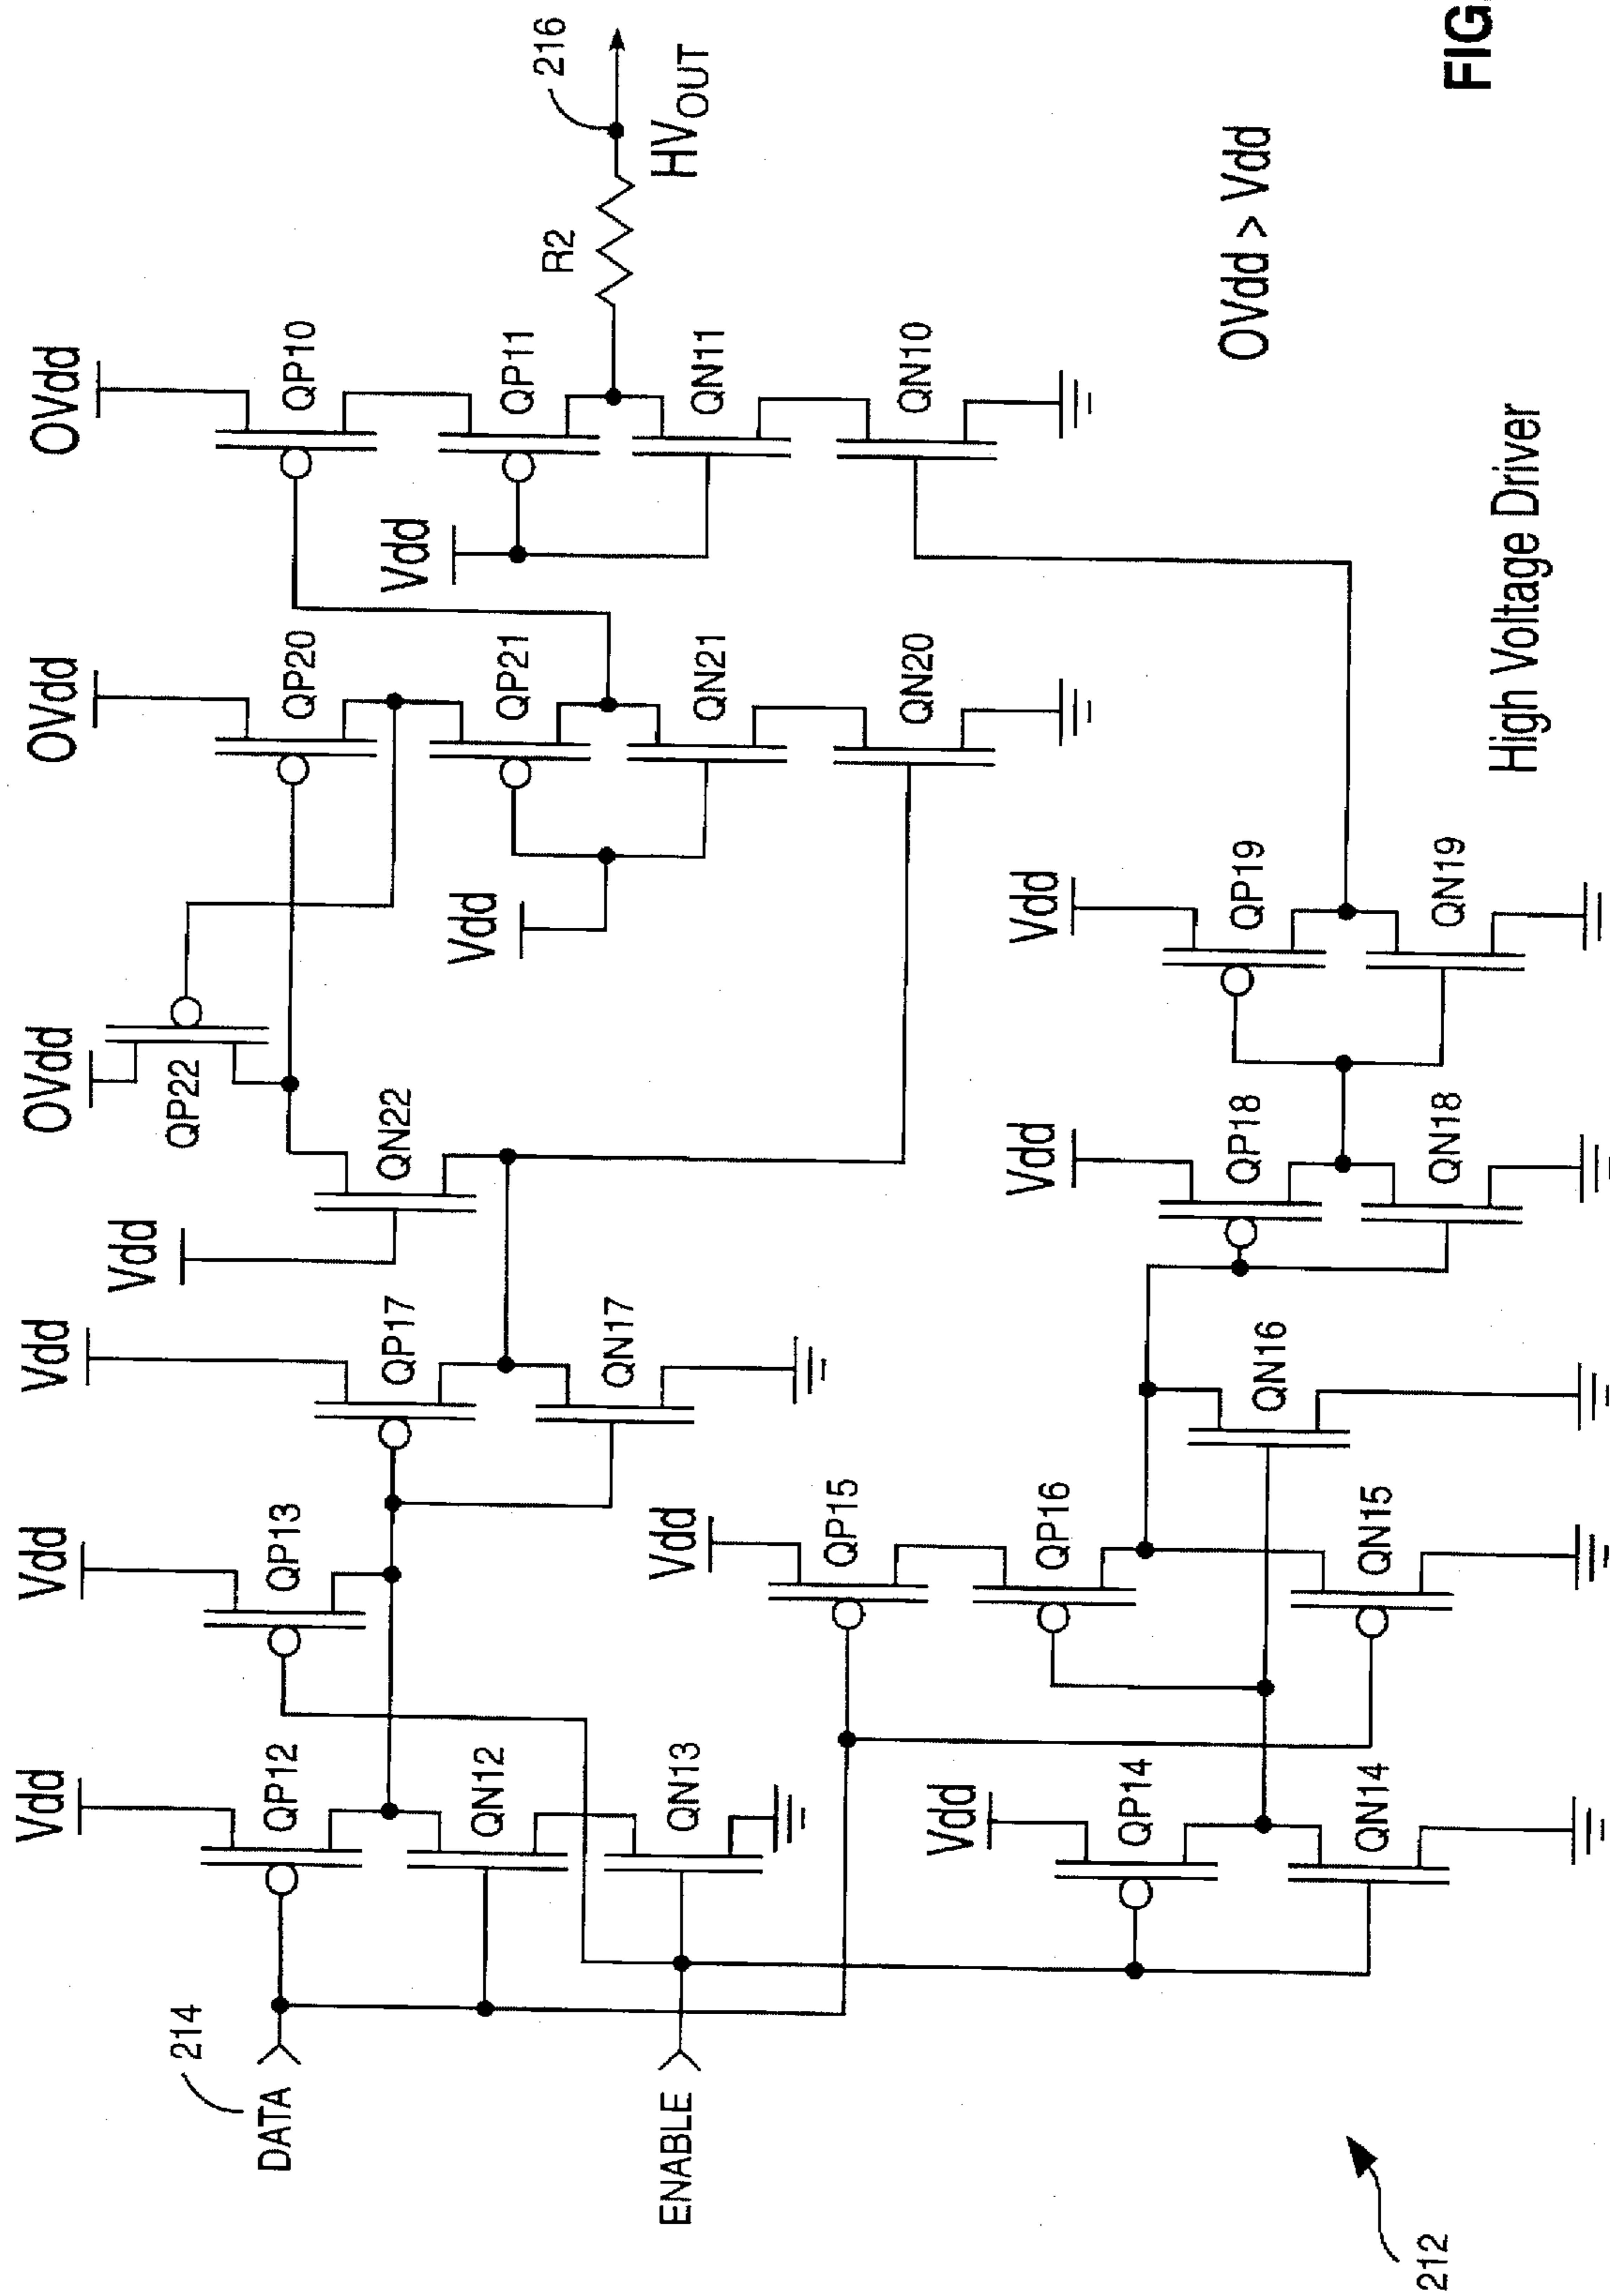 OVdd
OVdd
OVdd
Vdd
Vdd
Vdd
Vdd
QP22
QP20
QP10
QP12
QP13
QP17
QN22
Vdd
Vdd
QP21
QP11
214
DATA
QN12
QN17
QN21
QN11
R2
216
HVOUT
ENABLE
QN13
Vdd
QN20
QN10
QP15
Vdd
Vdd
Vdd
QP14
QP16
QP18
QP19
OVdd > Vdd
QN14
QN15
QN16
QN18
QN19
212
High Voltage Driver
FIG